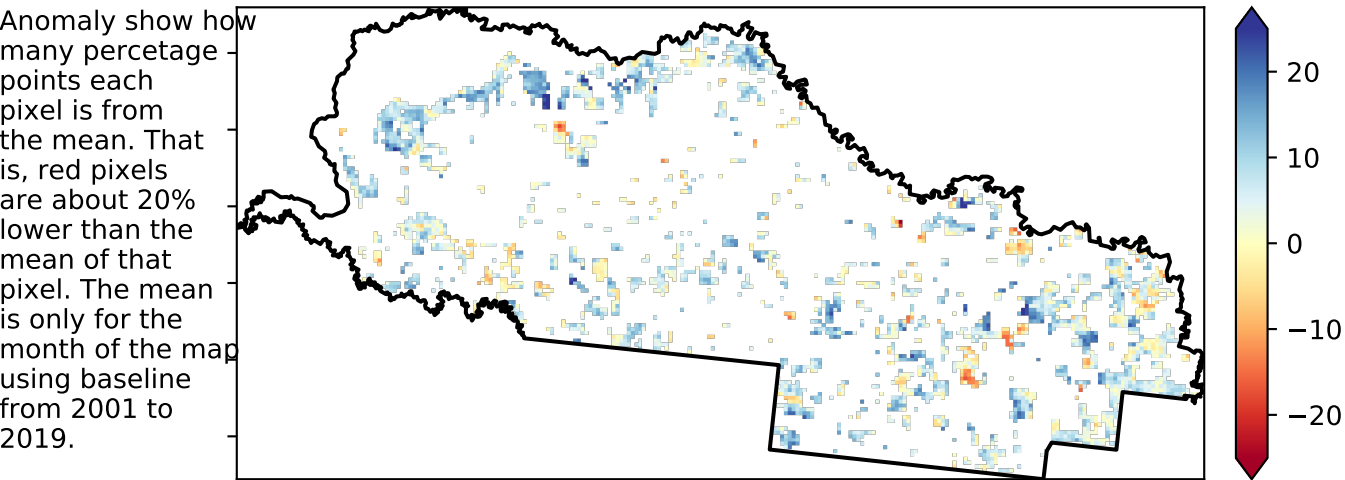 Anomaly show how
many percetage
points each
pixel is from
the mean. That
is, red pixels
are about 20%
lower than the
mean of that
pixel. The mean
is only for the
month of the map
using baseline
from 2001 to
2019.
20
10
0
−10
−20